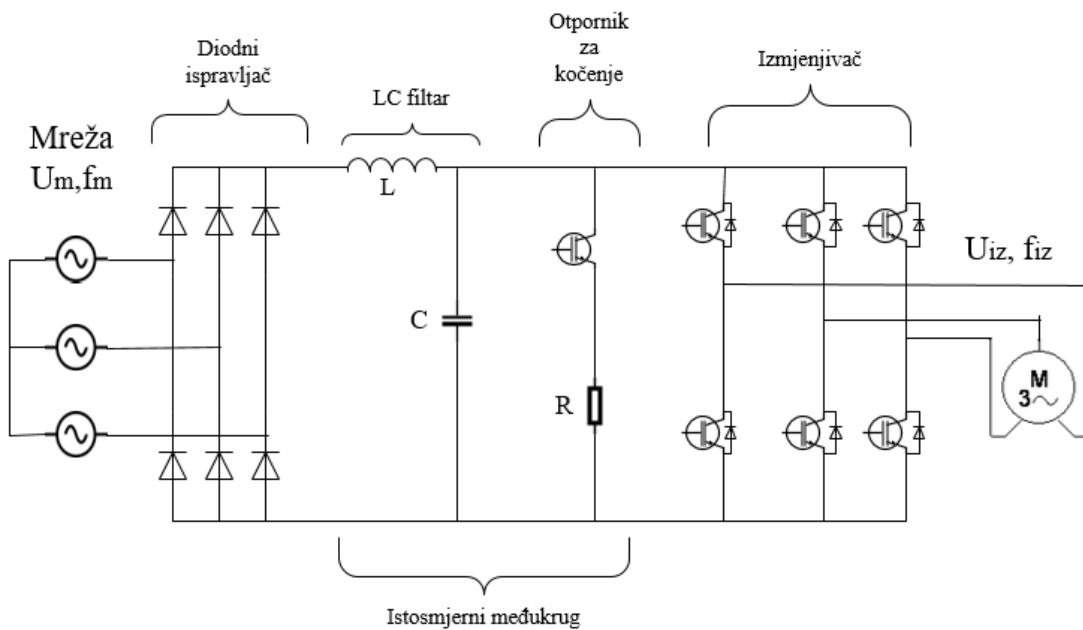 Diodni
ispravljač
LC filtar
Otpornik
za
kočenje
Izmjenjivač
Mreža
Um,fm
L
C
R
Uiz, fiz
M
3
Istosmjerni međukrug